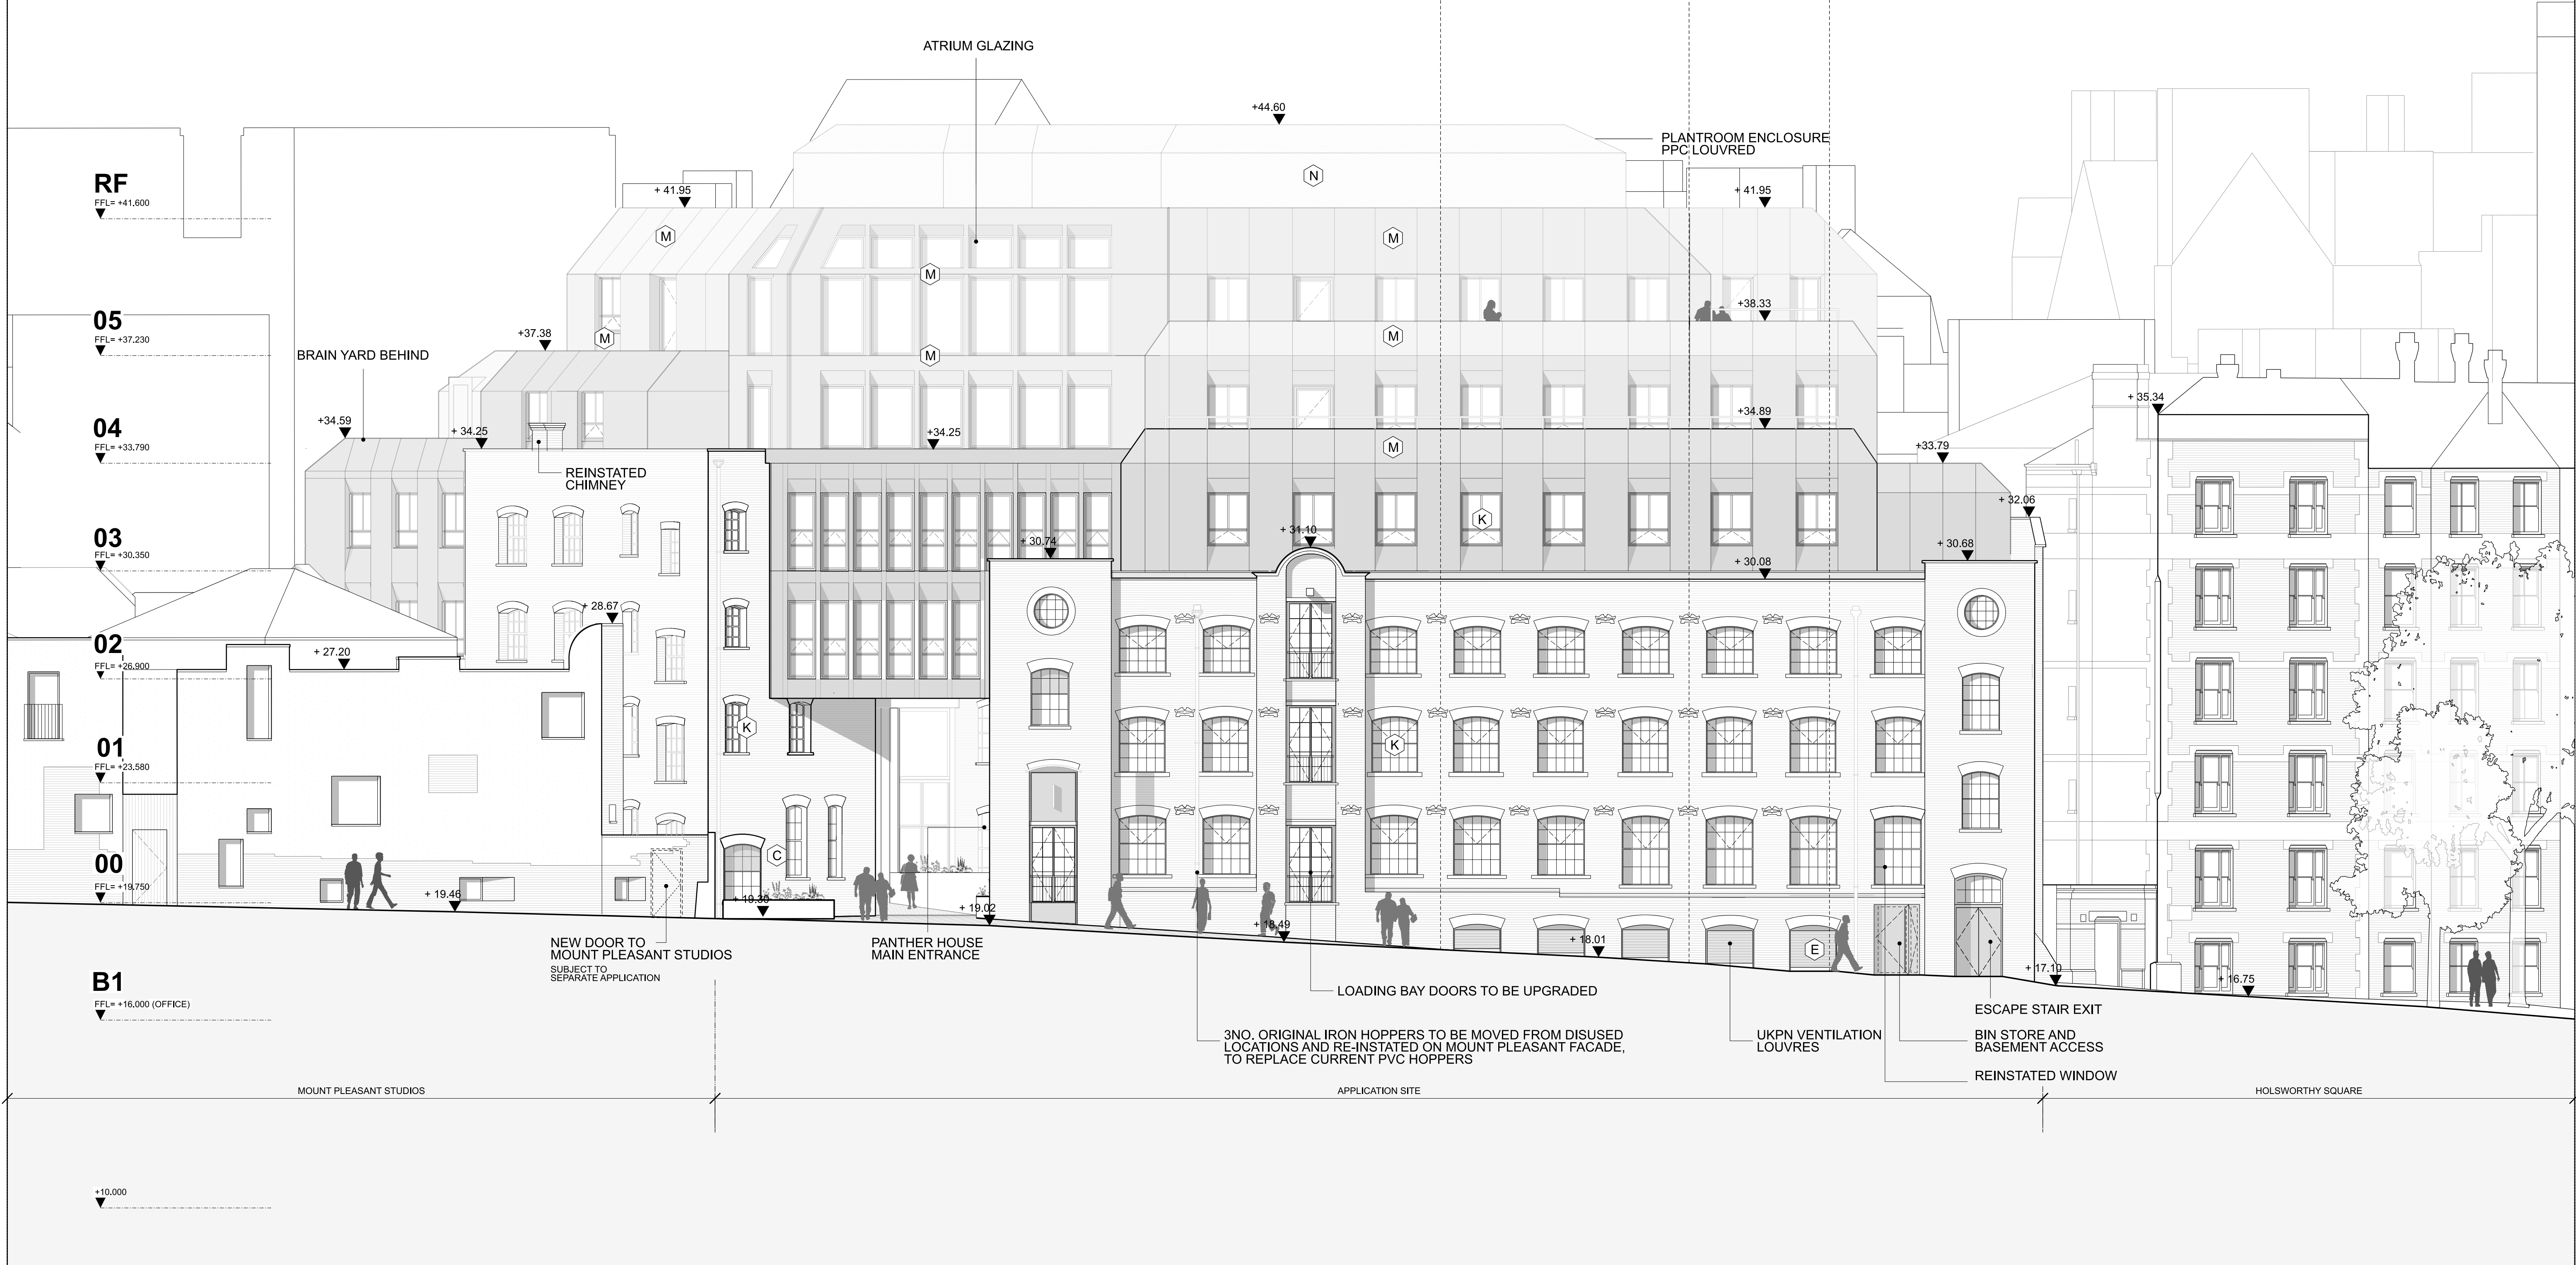 ATRIUM GLAZING
+44.60
PLANTROOM ENCLOSURE
PPC LOUVRED
N
RF
FFL= +41,600
+ 41.95
+ 41.95
M
M
M
+38.33
05
FFL= +37.230
+37.38
M
M
M
BRAIN YARD BEHIND
+ 35.34
04
FFL= +33,790
+34.59
+ 34.25
+34.25
+34.89
M
+33.79
REINSTATED
CHIMNEY
+ 32.06
03
FFL= +30,350
+ 30.74
+ 31.10
K
+ 30.68
+ 30.08
+ 28.67
02
FFL= +26,900
+ 27.20
01
FFL= +23,580
K
K
00
FFL= +19,750
C
+ 19.46
+ 19.30
+ 19.02
+ 18.49
+ 18.01
E
+ 17.10
+ 16.75
NEW DOOR TO
MOUNT PLEASANT STUDIOS
SUBJECT TO
SEPARATE APPLICATION
PANTHER HOUSE
MAIN ENTRANCE
B1
FFL= +16.000 (OFFICE)
LOADING BAY DOORS TO BE UPGRADED
ESCAPE STAIR EXIT
3NO. ORIGINAL IRON HOPPERS TO BE MOVED FROM DISUSED
LOCATIONS AND RE-INSTATED ON MOUNT PLEASANT FACADE,
TO REPLACE CURRENT PVC HOPPERS
UKPN VENTILATION
LOUVRES
BIN STORE AND
BASEMENT ACCESS
REINSTATED WINDOW
MOUNT PLEASANT STUDIOS
APPLICATION SITE
HOLSWORTHY SQUARE
+10.000